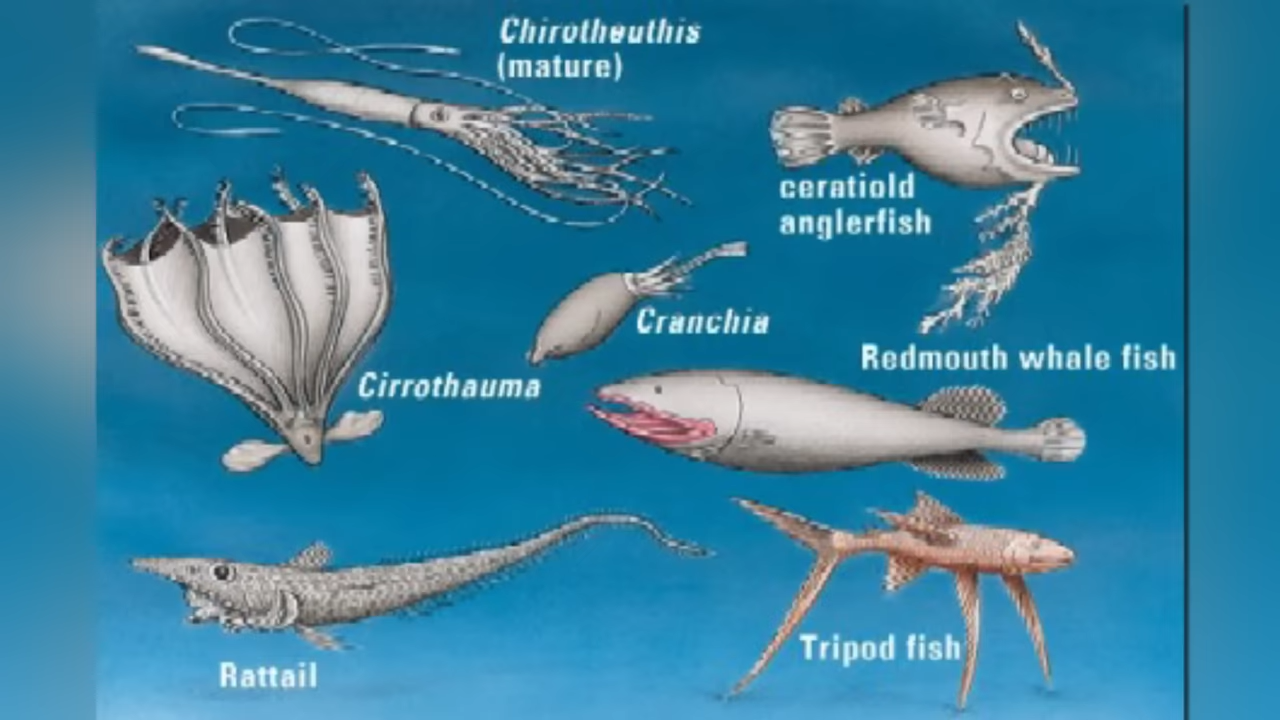 Chirotheuthis
(mature)
ceratiold
anglerfish
Cranchia
Redmouth whale fish
Cirrothauma
Tripod fish
Rattail